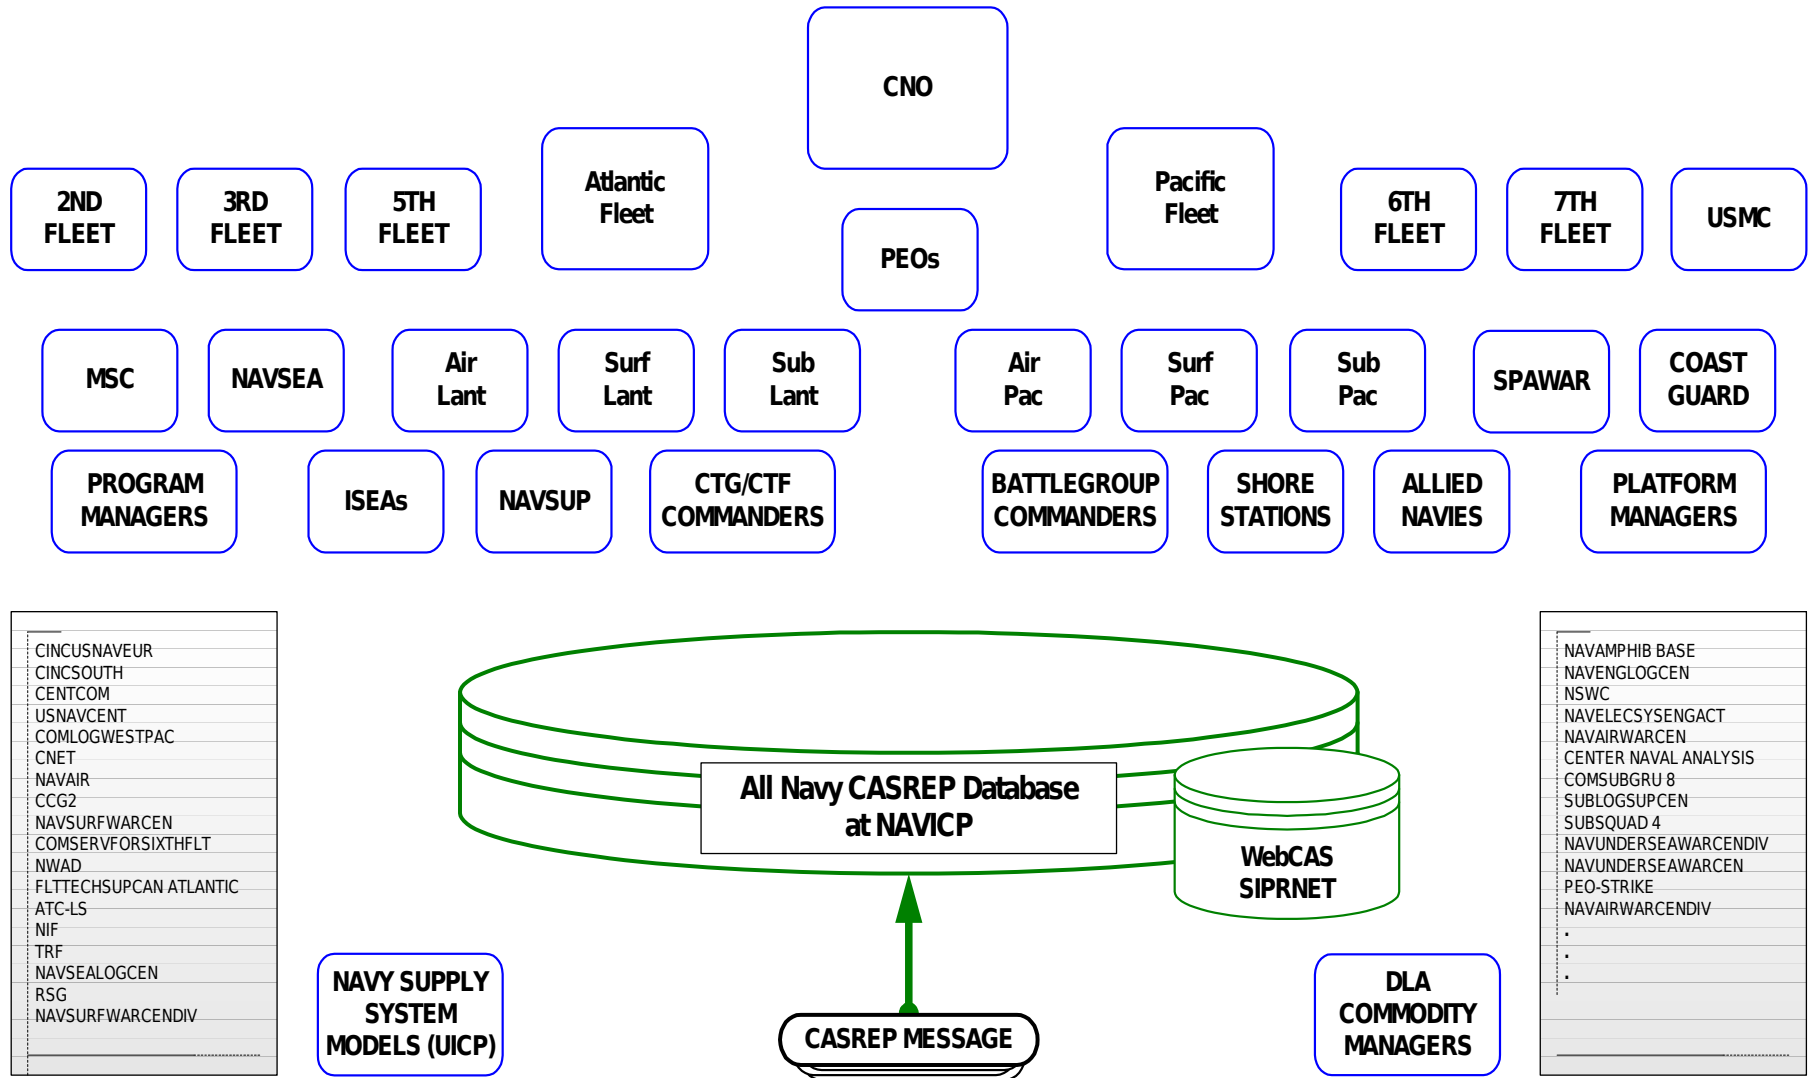 CNO
Atlantic
Fleet
Pacific
Fleet
2ND
FLEET
3RD
FLEET
5TH
FLEET
PEOs
6TH
FLEET
7TH
FLEET
USMC
MSC
NAVSEA
Air
Lant
Surf
Lant
Sub
Lant
Air
Pac
Surf
Pac
Sub
Pac
SPAWAR
COAST
GUARD
PROGRAM
MANAGERS
ISEAs
NAVSUP
CTG/CTF
COMMANDERS
BATTLEGROUP
COMMANDERS
SHORE
STATIONS
ALLIED
NAVIES
PLATFORM
MANAGERS
CINCUSNAVEUR
CINCSOUTH
CENTCOM
USNAVCENT
COMLOGWESTPAC
CNET
NAVAIR
CCG2
NAVSURFWARCEN
COMSERVFORSIXTHFLT
NWAD
FLTTECHSUPCAN ATLANTIC
ATC-LS
NIF
TRF
NAVSEALOGCEN
RSG
NAVSURFWARCENDIV
All Navy CASREP Database
at NAVICP
WebCAS
SIPRNET
NAVAMPHIB BASE
NAVENGLOGCEN
NSWC
NAVELECSYSENGACT
NAVAIRWARCEN
CENTER NAVAL ANALYSIS
COMSUBGRU 8
SUBLOGSUPCEN
SUBSQUAD 4
NAVUNDERSEAWARCENDIV
NAVUNDERSEAWARCEN
PEO-STRIKE
NAVAIRWARCENDIV
.
.
.
NAVY SUPPLY
SYSTEM
MODELS (UICP)
CASREP MESSAGE
DLA
COMMODITY
MANAGERS